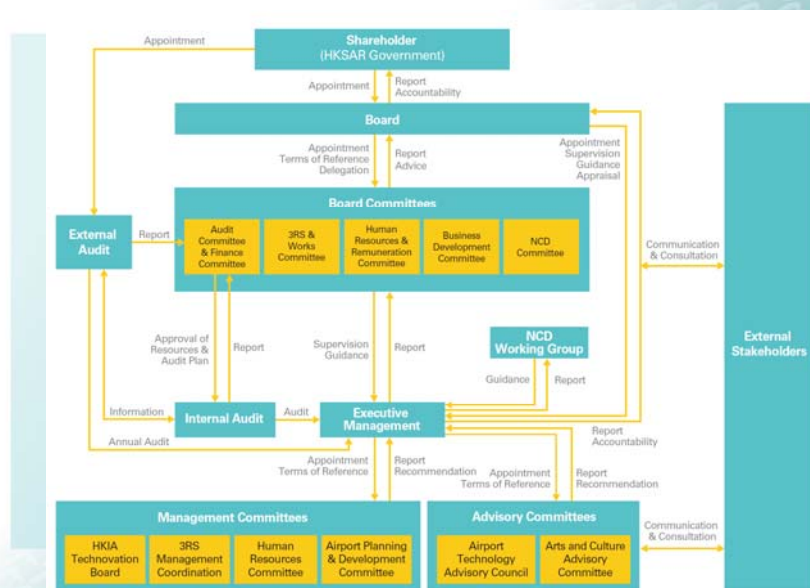 Appointment
Shareholder
(HKSAR Government)
Appointment
Report
Accountability
Board
Appointment
Terms of Reference
Delegation
Report
Advice
Appointment
Supervision
Guidance
Appraisal
Board Committees
External
Audit
Report
Audit
Committee
& Finance
Committee
3RS &
Works
Committee
Human
Resources &
Remuneration
Committee
Business
Development
Committee
NCD
Committee
Communication
& Consultation
External
Stakeholders
Approval of
Resources &
Audit Plan
Report
Supervision
Guidance
Report
NCD
Working Group
Guidance
Report
Information
Internal Audit
Audit
Executive
Management
Annual Audit
Report
Accountability
Appointment
Terms of Reference
Report
Recommendation
Appointment
Terms of Reference
Report
Recommendation
Management Committees
HKIA
Technovation
Board
3RS
Management
Coordination
Human
Resources
Committee
Airport Planning
& Development
Committee
Advisory Committees
Airport
Technology
Advisory Council
Arts and Culture
Advisory
Committee
Communication
& Consultation